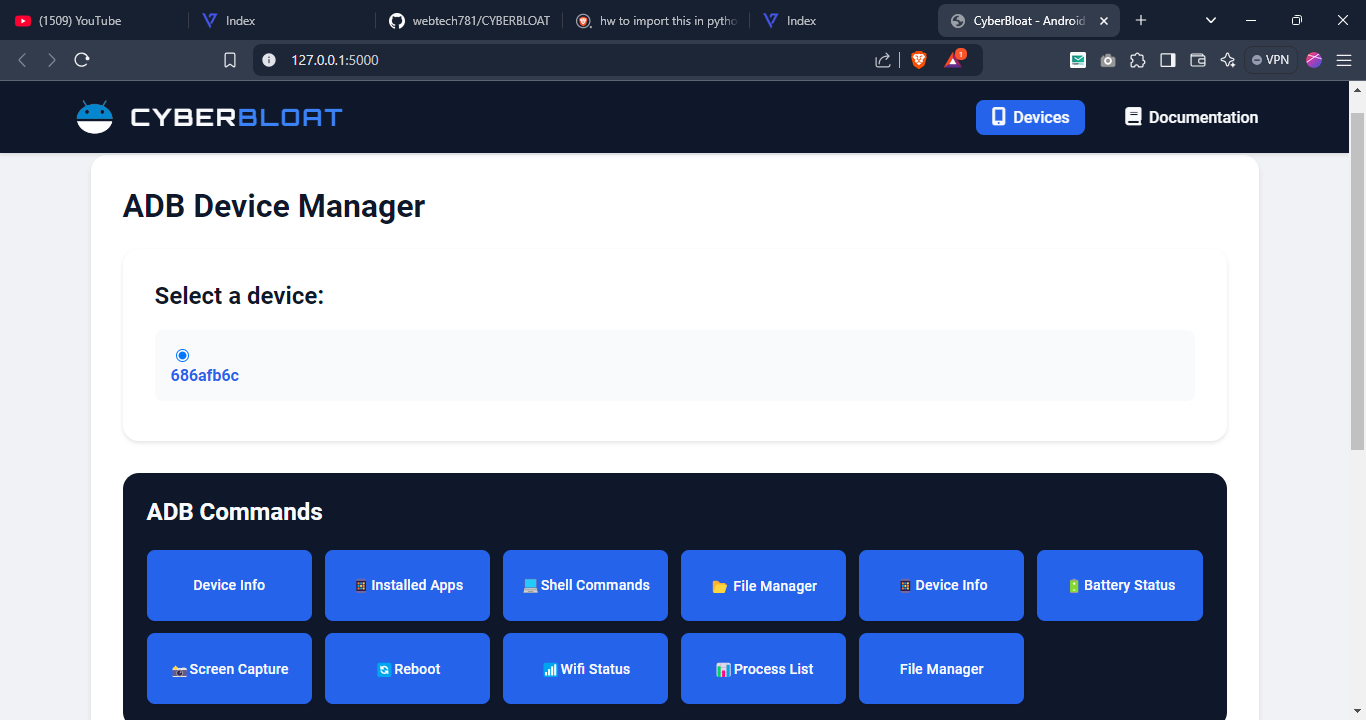 (1509) YouTube
Index
webtech781/CYBERBLOAT
hw to import this in pytho
Index
CyberBloat - Android
127.0.0.1:5000
1
VPN
CYBERBLOAT
Devices
Documentation
ADB Device Manager
Select a device:
686afb6c
ADB Commands
Device Info
Installed Apps
Shell Commands
File Manager
Device Info
Battery Status
Screen Capture
Reboot
Wifi Status
Process List
File Manager